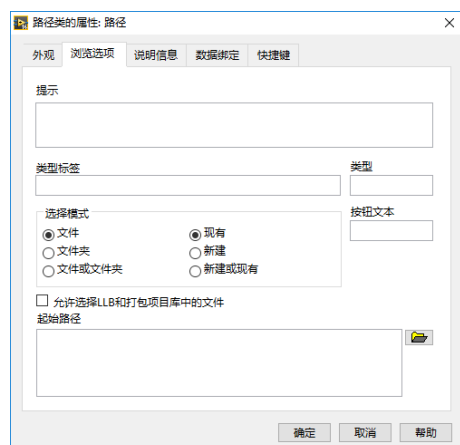 路径类的属性: 路径
外观 浏览选项 说明信息 数据绑定 快捷键
提示
类型标签 类型
选择模式 按钮文本
文件 现有
文件夹 新建
文件或文件夹 新建或现有
允许选择LLB和打包项目库中的文件
起始路径
确定 取消 帮助